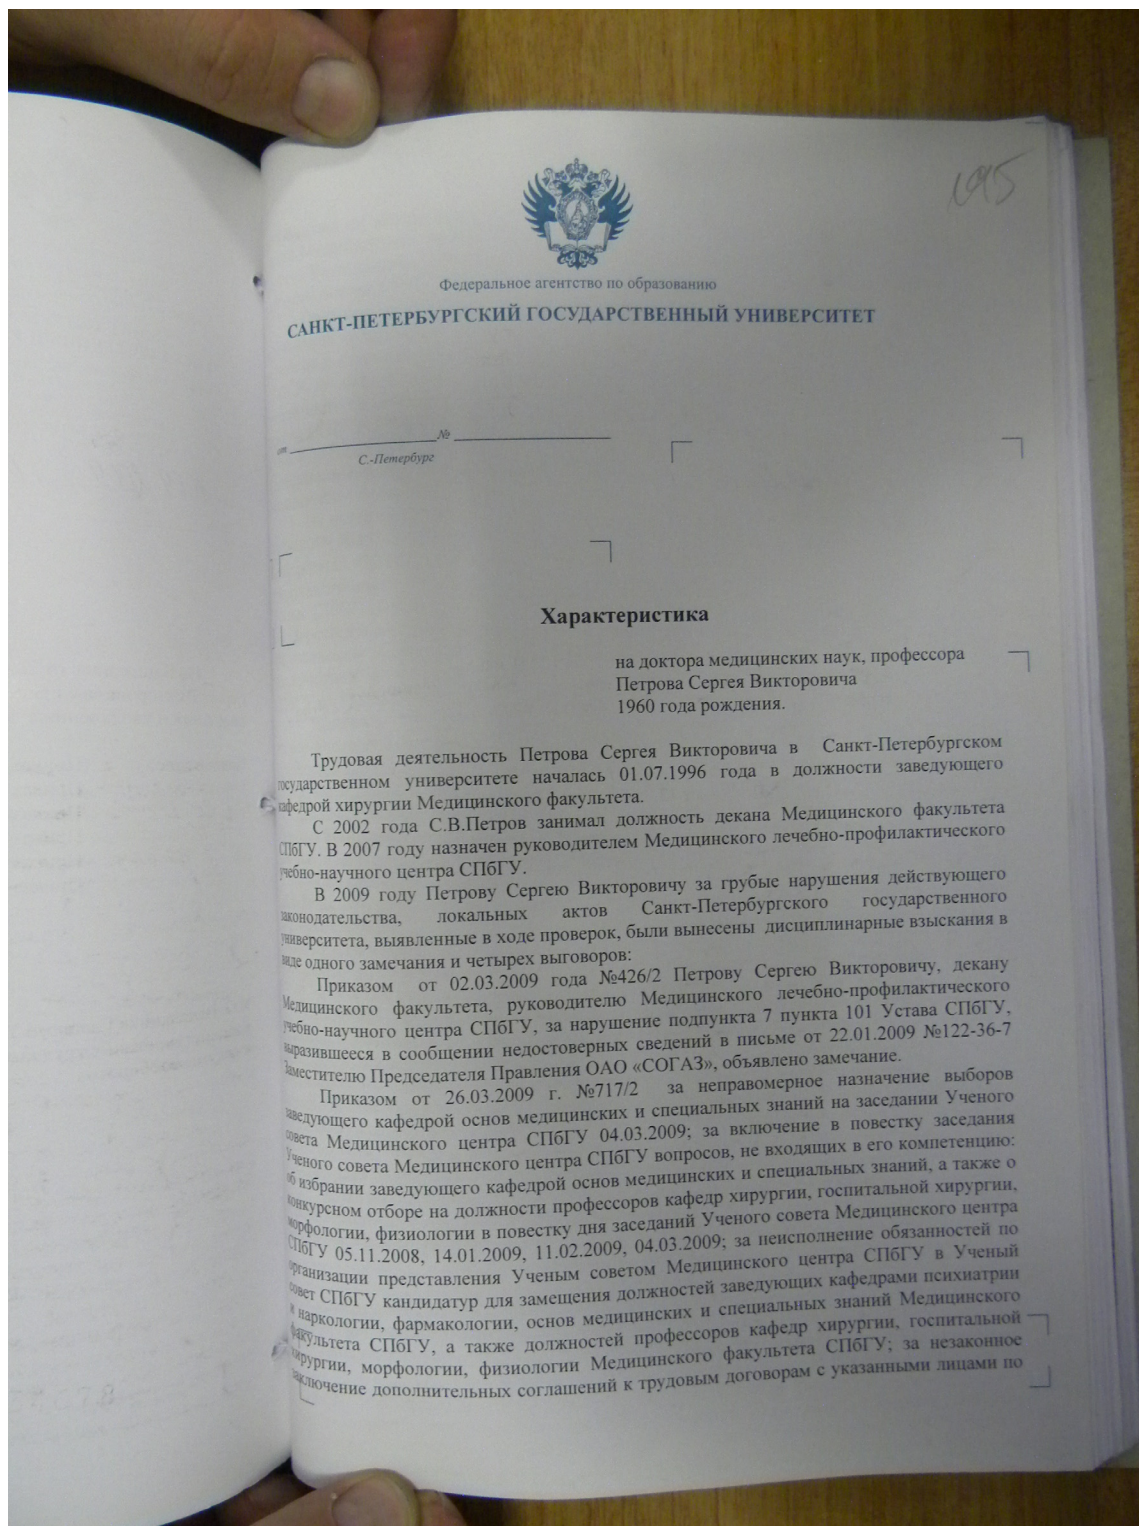 195
Федеральное агентство по образованию
САНКТ-ПЕТЕРБУРГСКИЙ ГОСУДАРСТВЕННЫЙ УНИВЕРСИТЕТ
от №
С.-Петербург
Характеристика
на доктора медицинских наук, профессора
Петрова Сергея Викторовича
1960 года рождения.
Трудовая деятельность Петрова Сергея Викторовича в Санкт-Петербургском
государственном университете началась 01.07.1996 года в должности заведующего
кафедрой хирургии Медицинского факультета.
С 2002 года С.В.Петров занимал должность декана Медицинского факультета
СПбГУ. В 2007 году назначен руководителем Медицинского лечебно-профилактического
учебно-научного центра СПбГУ.
В 2009 году Петрову Сергею Викторовичу за грубые нарушения действующего
законодательства, локальных актов Санкт-Петербургского государственного
университета, выявленные в ходе проверок, были вынесены дисциплинарные взыскания в
виде одного замечания и четырех выговоров:
Приказом от 02.03.2009 года №426/2 Петрову Сергею Викторовичу, декану
Медицинского факультета, руководителю Медицинского лечебно-профилактического
учебно-научного центра СПбГУ, за нарушение подпункта 7 пункта 101 Устава СПбГУ,
выразившееся в сообщении недостоверных сведений в письме от 22.01.2009 №122-36-7
Заместителю Председателя Правления ОАО «СОГАЗ», объявлено замечание.
Приказом от 26.03.2009 г. №717/2 за неправомерное назначение выборов
заведующего кафедрой основ медицинских и специальных знаний на заседании Ученого
совета Медицинского центра СПбГУ 04.03.2009; за включение в повестку заседания
Ученого совета Медицинского центра СПбГУ вопросов, не входящих в его компетенцию:
об избрании заведующего кафедрой основ медицинских и специальных знаний, а также о
конкурсном отборе на должности профессоров кафедр хирургии, госпитальной хирургии,
морфологии, физиологии в повестку дня заседаний Ученого совета Медицинского центра
СПбГУ 05.11.2008, 14.01.2009, 11.02.2009, 04.03.2009; за неисполнение обязанностей по
организации представления Ученым советом Медицинского центра СПбГУ в Ученый
совет СПбГУ кандидатур для замещения должностей заведующих кафедрами психиатрии
и наркологии, фармакологии, основ медицинских и специальных знаний Медицинского
факультета СПбГУ, а также должностей профессоров кафедр хирургии, госпитальной
хирургии, морфологии, физиологии Медицинского факультета СПбГУ; за незаконное
заключение дополнительных соглашений к трудовым договорам с указанными лицами по